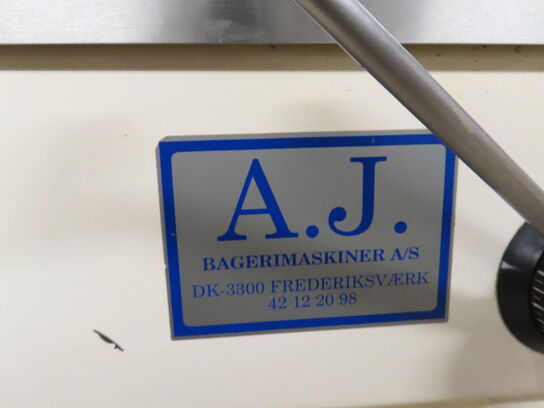 A.J.
BAGERIMASKINER A/S
DK-3300 FREDERIKSVÆRK
42 12 20 98